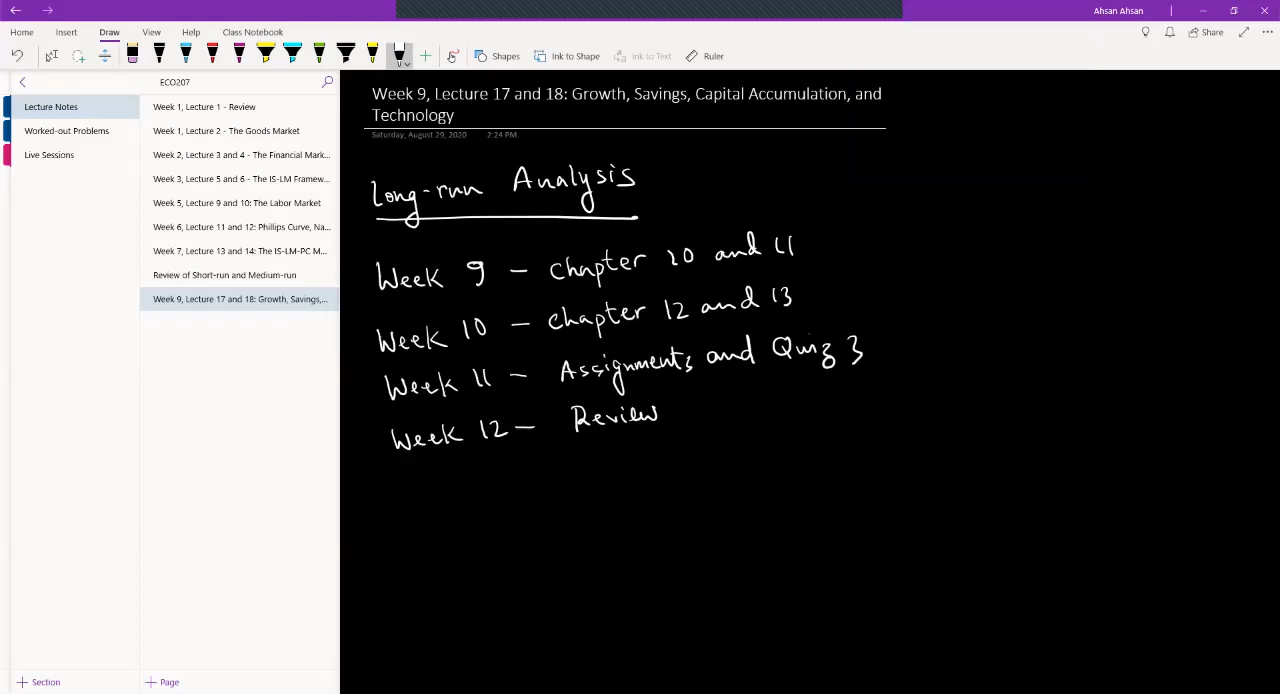 Ahsan Ahsan
Home Insert Draw View Help Class Notebook
Share
Shapes Ink to Shape Ink to Text Ruler
ECO207
Lecture Notes
Worked-out Problems
Live Sessions
Week 1, Lecture 1 - Review
Week 1, Lecture 2 - The Goods Market
Week 2, Lecture 3 and 4 - The Financial Mark...
Week 3, Lecture 5 and 6 - The IS-LM Framew...
Week 5, Lecture 9 and 10: The Labor Market
Week 6, Lecture 11 and 12: Phillips Curve, Na...
Week 7, Lecture 13 and 14: The IS-LM-PC M...
Review of Short-run and Medium-run
Week 9, Lecture 17 and 18: Growth, Savings,...
Section
Page
Week 9, Lecture 17 and 18: Growth, Savings, Capital Accumulation, and
Technology
Saturday, August 29, 2020 2:24 PM
Long-run Analysis
Week 9 - Chapter 10 and 11
Week 10 - Chapter 12 and 13
Week 11 - Assignments and Quiz 3
Week 12 - Review